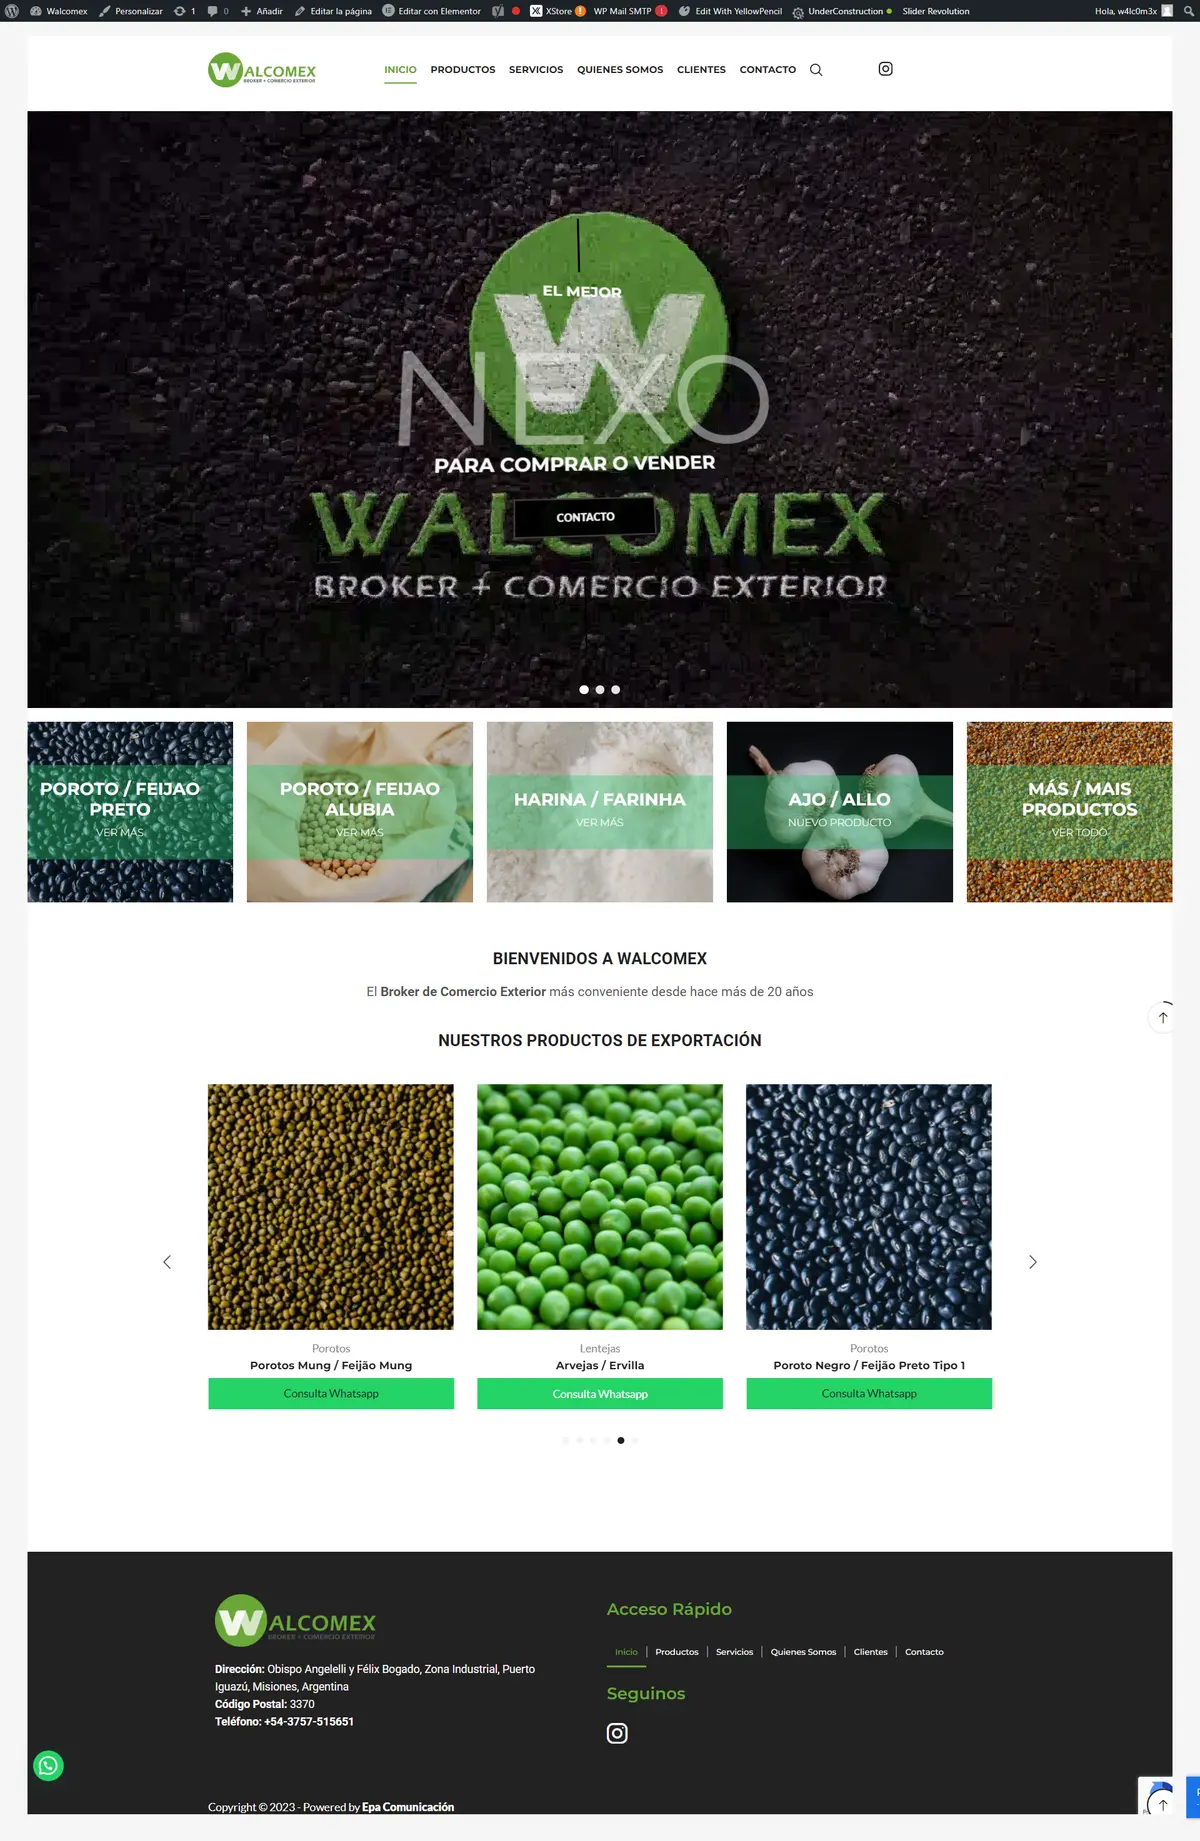 Walcomex Personalizar 1 0 Añadir Editar la página Editar con Elementor XStore WP Mail SMTP 1 Edit With YellowPencil UnderConstruction Slider Revolution Hola, w4lc0m3x
WALCOMEX
BROKER + COMERCIO EXTERIOR
INICIO PRODUCTOS SERVICIOS QUIENES SOMOS CLIENTES CONTACTO
EL MEJOR
W
NEXO
PARA COMPRAR O VENDER
WALCOMEX
CONTACTO
BROKER + COMERCIO EXTERIOR
POROTO / FEIJAO
PRETO
VER MÁS
POROTO / FEIJAO
ALUBIA
VER MÁS
HARINA / FARINHA
VER MÁS
AJO / ALLO
NUEVO PRODUCTO
MÁS / MAIS
PRODUCTOS
VER TODO
BIENVENIDOS A WALCOMEX
El Broker de Comercio Exterior más conveniente desde hace más de 20 años
NUESTROS PRODUCTOS DE EXPORTACIÓN
Porotos
Porotos Mung / Feijão Mung
Consulta Whatsapp
Lentejas
Arvejas / Ervilla
Consulta Whatsapp
Porotos
Poroto Negro / Feijão Preto Tipo 1
Consulta Whatsapp
WALCOMEX
BROKER + COMERCIO EXTERIOR
Dirección: Obispo Angelelli y Félix Bogado, Zona Industrial, Puerto
Iguazú, Misiones, Argentina
Código Postal: 3370
Teléfono: +54-3757-515651
Acceso Rápido
Inicio Productos Servicios Quienes Somos Clientes Contacto
Seguinos
Copyright © 2023 - Powered by Epa Comunicación